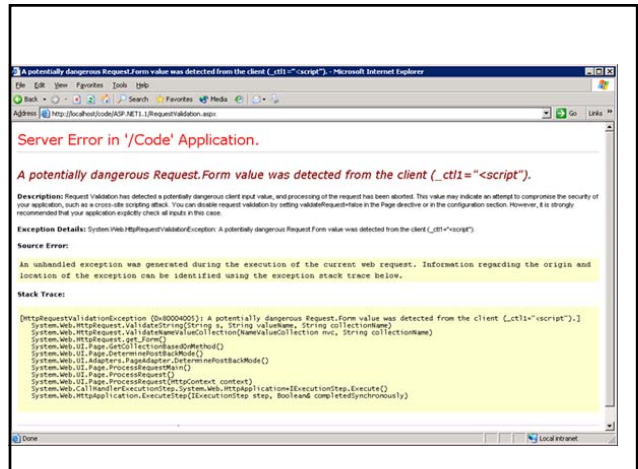 A potentially dangerous Request.Form value was detected from the client (_ctl1="<script"). - Microsoft Internet Explorer
File Edit View Favorites Tools Help
Back Search Favorites Media
Address http://localhost/code/ASP.NET1.1/RequestValidation.aspx Go Links »
Server Error in '/Code' Application.
A potentially dangerous Request.Form value was detected from the client (_ctl1="<script").
Description: Request Validation has detected a potentially dangerous client input value, and processing of the request has been aborted. This value may indicate an attempt to compromise the security of
your application, such as a cross-site scripting attack. You can disable request validation by setting validateRequest=false in the Page directive or in the configuration section. However, it is strongly
recommended that your application explicitly check all inputs in this case.
Exception Details: System.Web.HttpRequestValidationException: A potentially dangerous Request.Form value was detected from the client (_ctl1="<script").
Source Error:
An unhandled exception was generated during the execution of the current web request. Information regarding the origin and
location of the exception can be identified using the exception stack trace below.
Stack Trace:
[HttpRequestValidationException (0x80004005): A potentially dangerous Request.Form value was detected from the client (_ctl1="<script").]
System.Web.HttpRequest.ValidateString(String s, String valueName, String collectionName)
System.Web.HttpRequest.ValidateNameValueCollection(NameValueCollection nvc, String collectionName)
System.Web.HttpRequest.get_Form()
System.Web.UI.Page.GetCollectionBasedOnMethod()
System.Web.UI.Page.DeterminePostBackMode()
System.Web.UI.Adapters.PageAdapter.DeterminePostBackMode()
System.Web.UI.Page.ProcessRequestMain()
System.Web.UI.Page.ProcessRequest()
System.Web.UI.Page.ProcessRequest(HttpContext context)
System.Web.CallHandlerExecutionStep.System.Web.HttpApplication+IExecutionStep.Execute()
System.Web.HttpApplication.ExecuteStep(IExecutionStep step, Boolean& completedSynchronously)
Done Local intranet